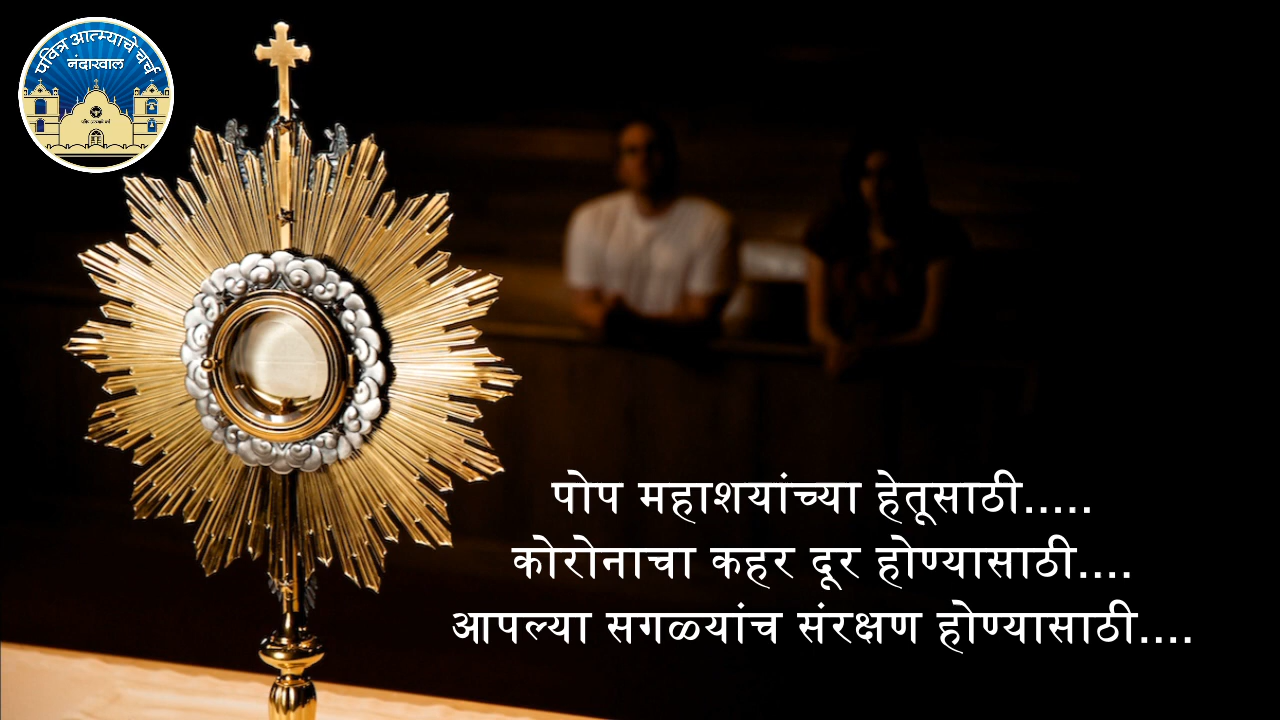 पवित्र आत्म्याचे चर्च
नंदाखाल
पोप महाशयांच्या हेतूसाठी.....
कोरोनाचा कहर दूर होण्यासाठी....
आपल्या सगळ्यांच संरक्षण होण्यासाठी....